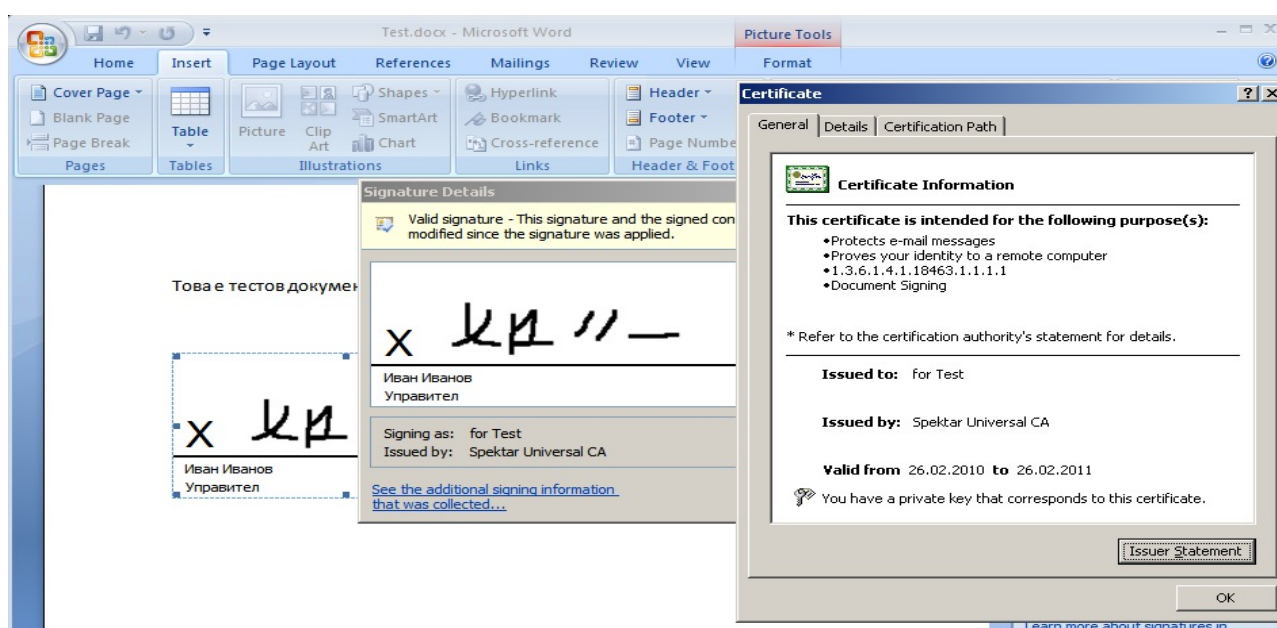 Test.docx - Microsoft Word
Picture Tools
Home Insert Page Layout References Mailings Review View Format
Cover Page
Blank Page
Page Break
Pages
Table
Tables
Picture
Clip Art
Shapes
SmartArt
Chart
Illustrations
Hyperlink
Bookmark
Cross-reference
Links
Header
Footer
Page Numbe
Header & Foot
Това е тестов докумен
X
Иван Иванов
Управител
Signature Details
Valid signature - This signature and the signed con
modified since the signature was applied.
X
Иван Иванов
Управител
Signing as: for Test
Issued by: Spektar Universal CA
See the additional signing information
that was collected...
Certificate
General Details Certification Path
Certificate Information
This certificate is intended for the following purpose(s):
•Protects e-mail messages
•Proves your identity to a remote computer
•1.3.6.1.4.1.18463.1.1.1.1
•Document Signing
* Refer to the certification authority's statement for details.
Issued to: for Test
Issued by: Spektar Universal CA
Valid from 26.02.2010 to 26.02.2011
You have a private key that corresponds to this certificate.
Issuer Statement
OK
Learn more about signatures in